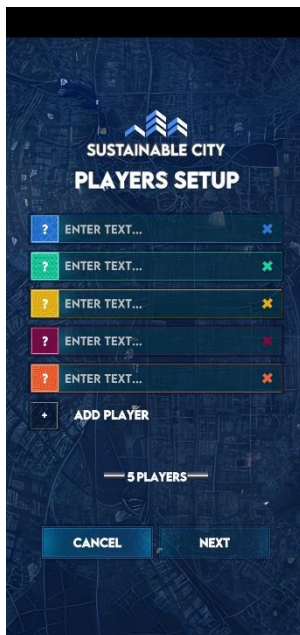 SUSTAINABLE CITY
PLAYERS SETUP
? ENTER TEXT... ×
? ENTER TEXT... ×
? ENTER TEXT... ×
? ENTER TEXT... ×
? ENTER TEXT... ×
+ ADD PLAYER
5 PLAYERS
CANCEL NEXT